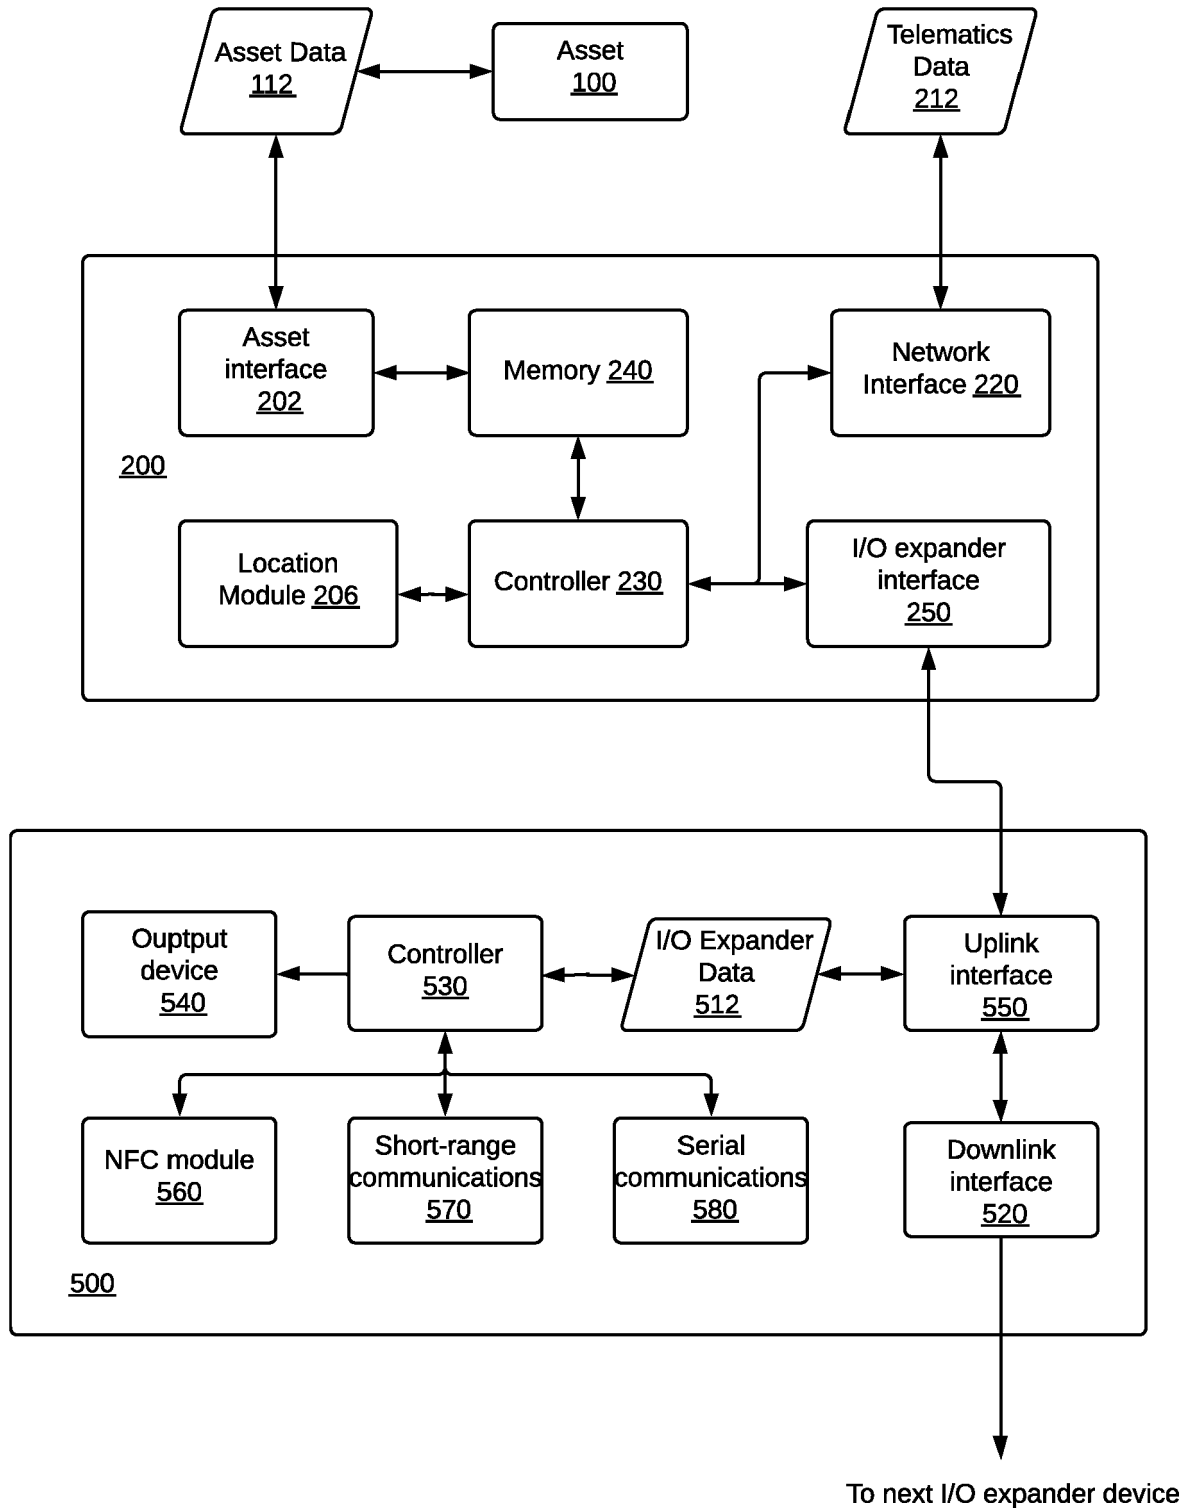 Asset Data
112
Asset
100
Telematics
Data
212
Asset
interface
202
Memory 240
Network
Interface 220
200
Location
Module 206
Controller 230
I/O expander
interface
250
Ouptput
device
540
Controller
530
I/O Expander
Data
512
Uplink
interface
550
NFC module
560
Short-range
communications
570
Serial
communications
580
Downlink
interface
520
500
To next I/O expander device